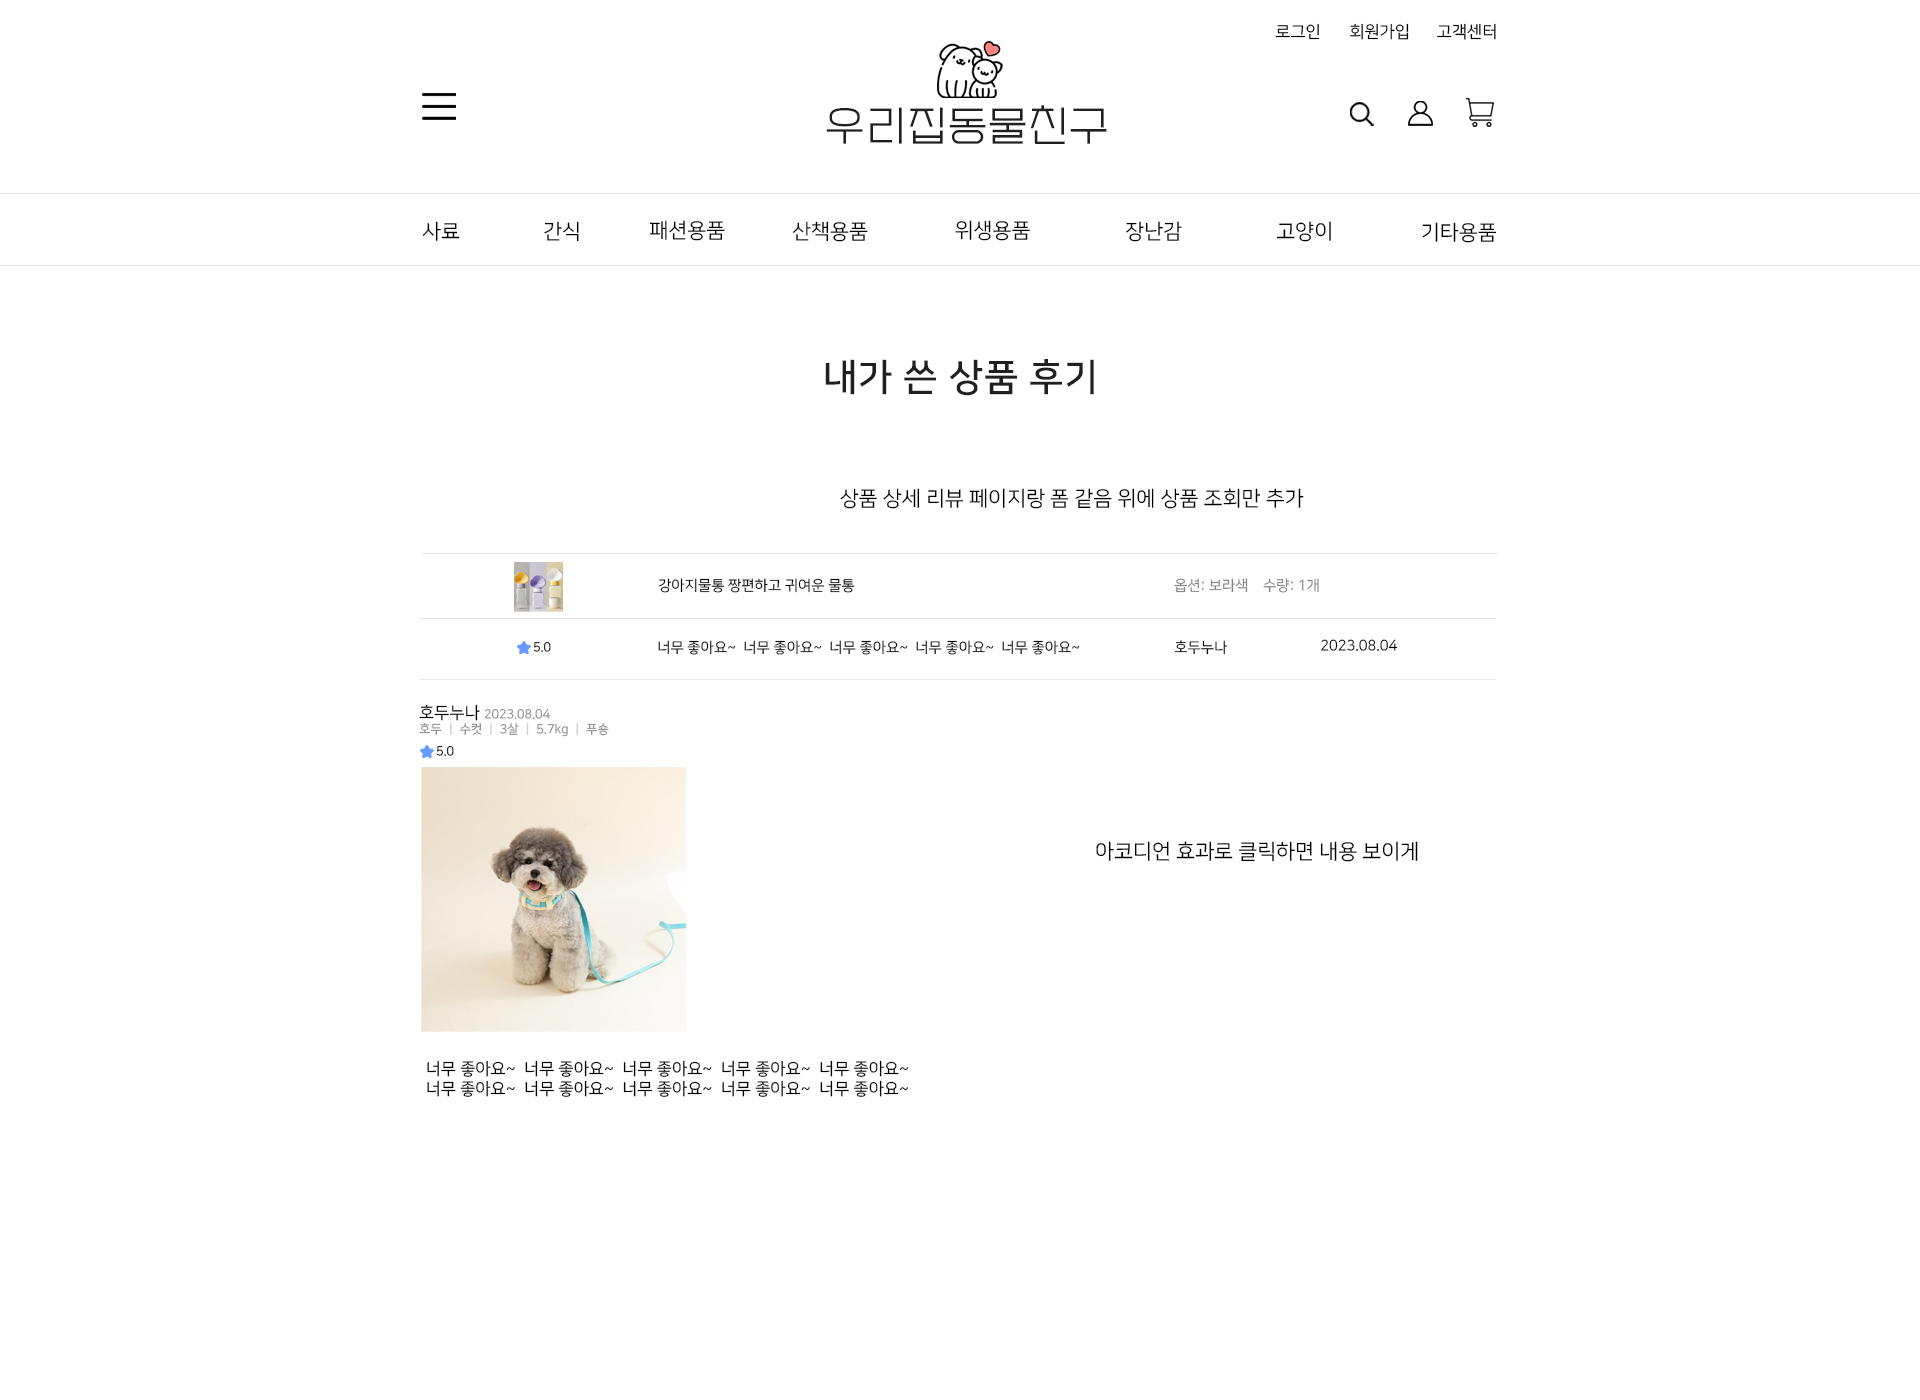 로그인 회원가입 고객센터
우리집동물친구
사료 간식 패션용품 산책용품 위생용품 장난감 고양이 기타용품
내가 쓴 상품 후기
상품 상세 리뷰 페이지랑 폼 같음 위에 상품 조회만 추가
강아지물통 짱편하고 귀여운 물통 옵션: 보라색 수량: 1개
5.0 너무 좋아요~ 너무 좋아요~ 너무 좋아요~ 너무 좋아요~ 너무 좋아요~ 호두누나 2023.08.04
호두누나 2023.08.04
호두 | 수컷 | 3살 | 5.7kg | 푸숑
5.0
아코디언 효과로 클릭하면 내용 보이게
너무 좋아요~ 너무 좋아요~ 너무 좋아요~ 너무 좋아요~ 너무 좋아요~
너무 좋아요~ 너무 좋아요~ 너무 좋아요~ 너무 좋아요~ 너무 좋아요~